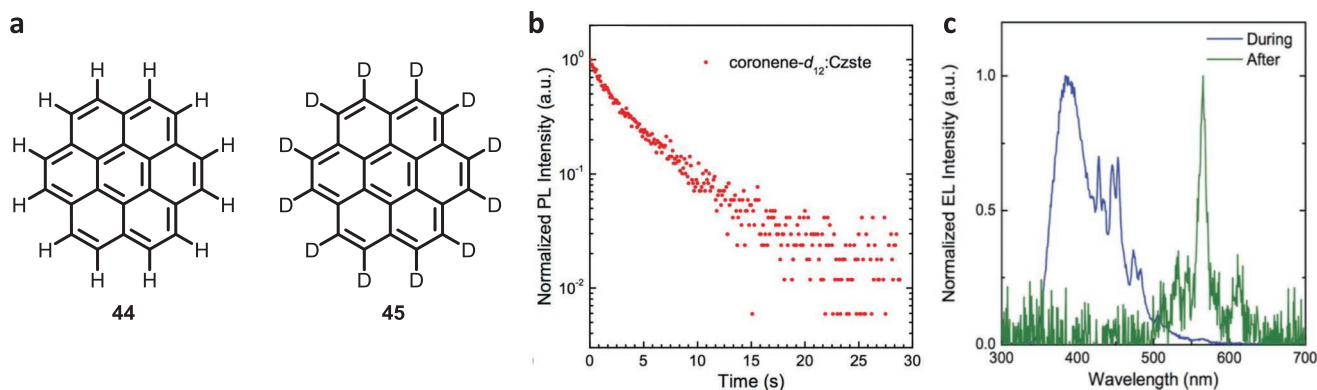 a
H H
H H
H H
H H
H H
H H
44
D D
D D
D D
D D
D D
D D
45
b
Normalized PL Intensity (a.u.)
10⁰
10⁻¹
10⁻²
coronene-d₁₂:Czste
0 5 10 15 20 25 30
Time (s)
c
Normalized EL Intensity (a.u.)
1.0
0.5
0.0
During
After
300 400 500 600 700
Wavelength (nm)